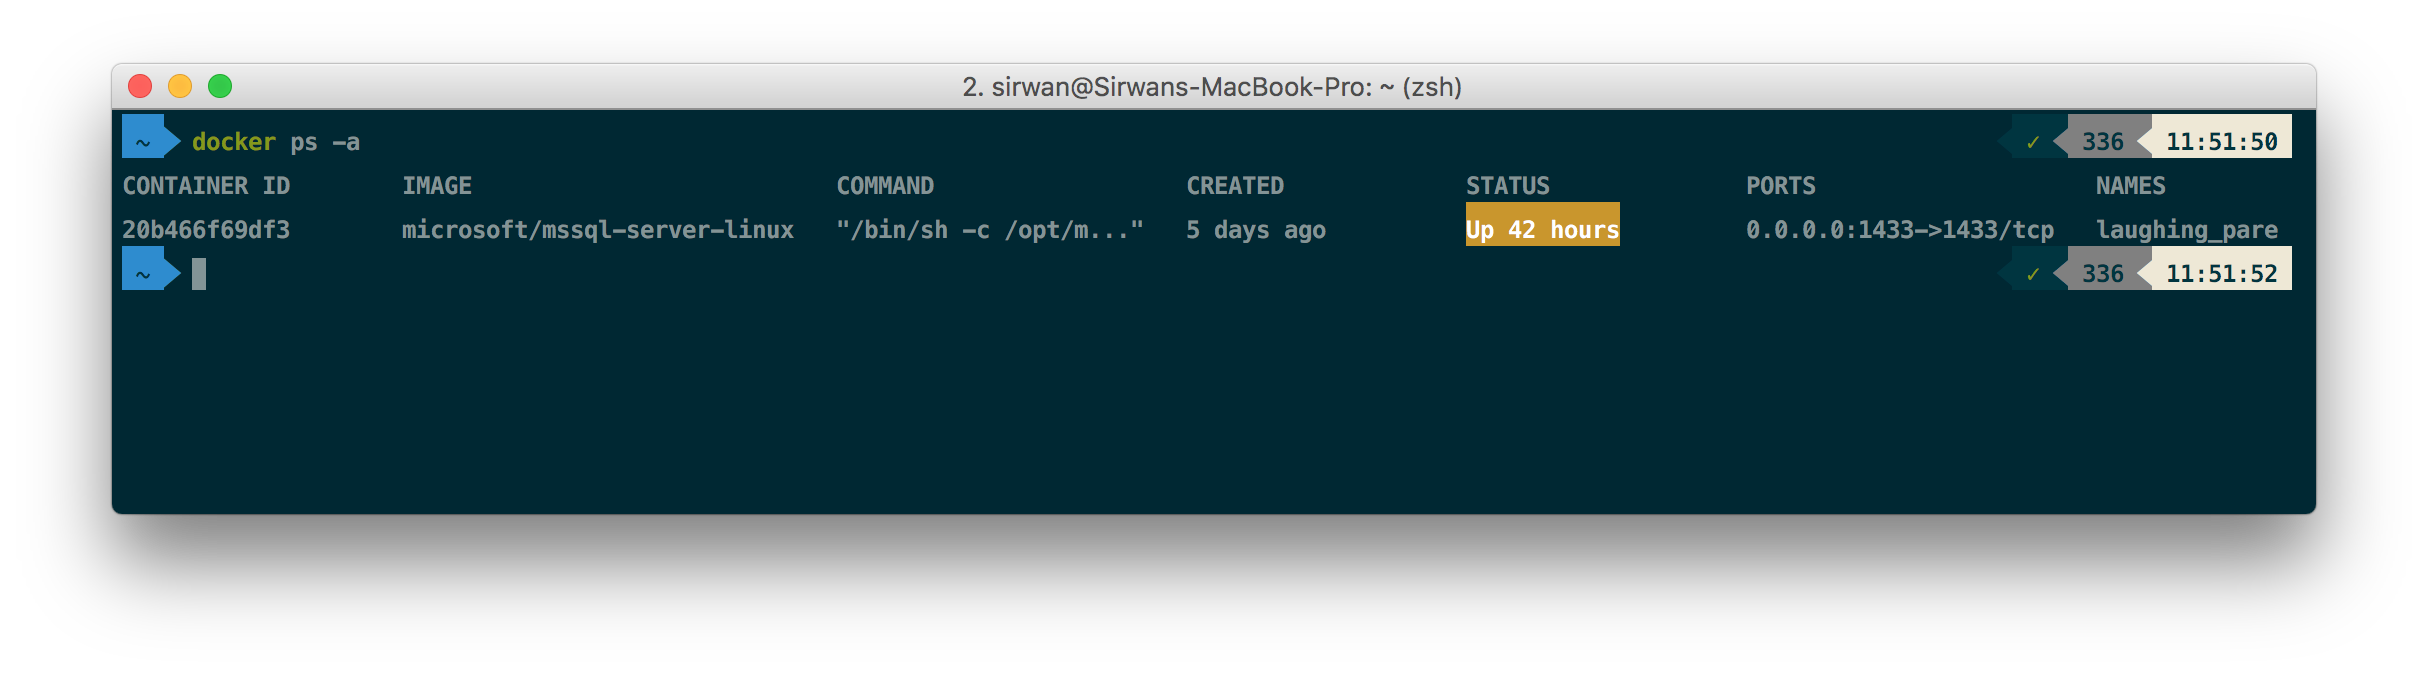 2. sirwan@Sirwans-MacBook-Pro: ~ (zsh)
~ docker ps -a ✓ 336 11:51:50
CONTAINER ID IMAGE COMMAND CREATED STATUS PORTS NAMES
20b466f69df3 microsoft/mssql-server-linux "/bin/sh -c /opt/m..." 5 days ago Up 42 hours 0.0.0.0:1433->1433/tcp laughing_pare
~ ✓ 336 11:51:52